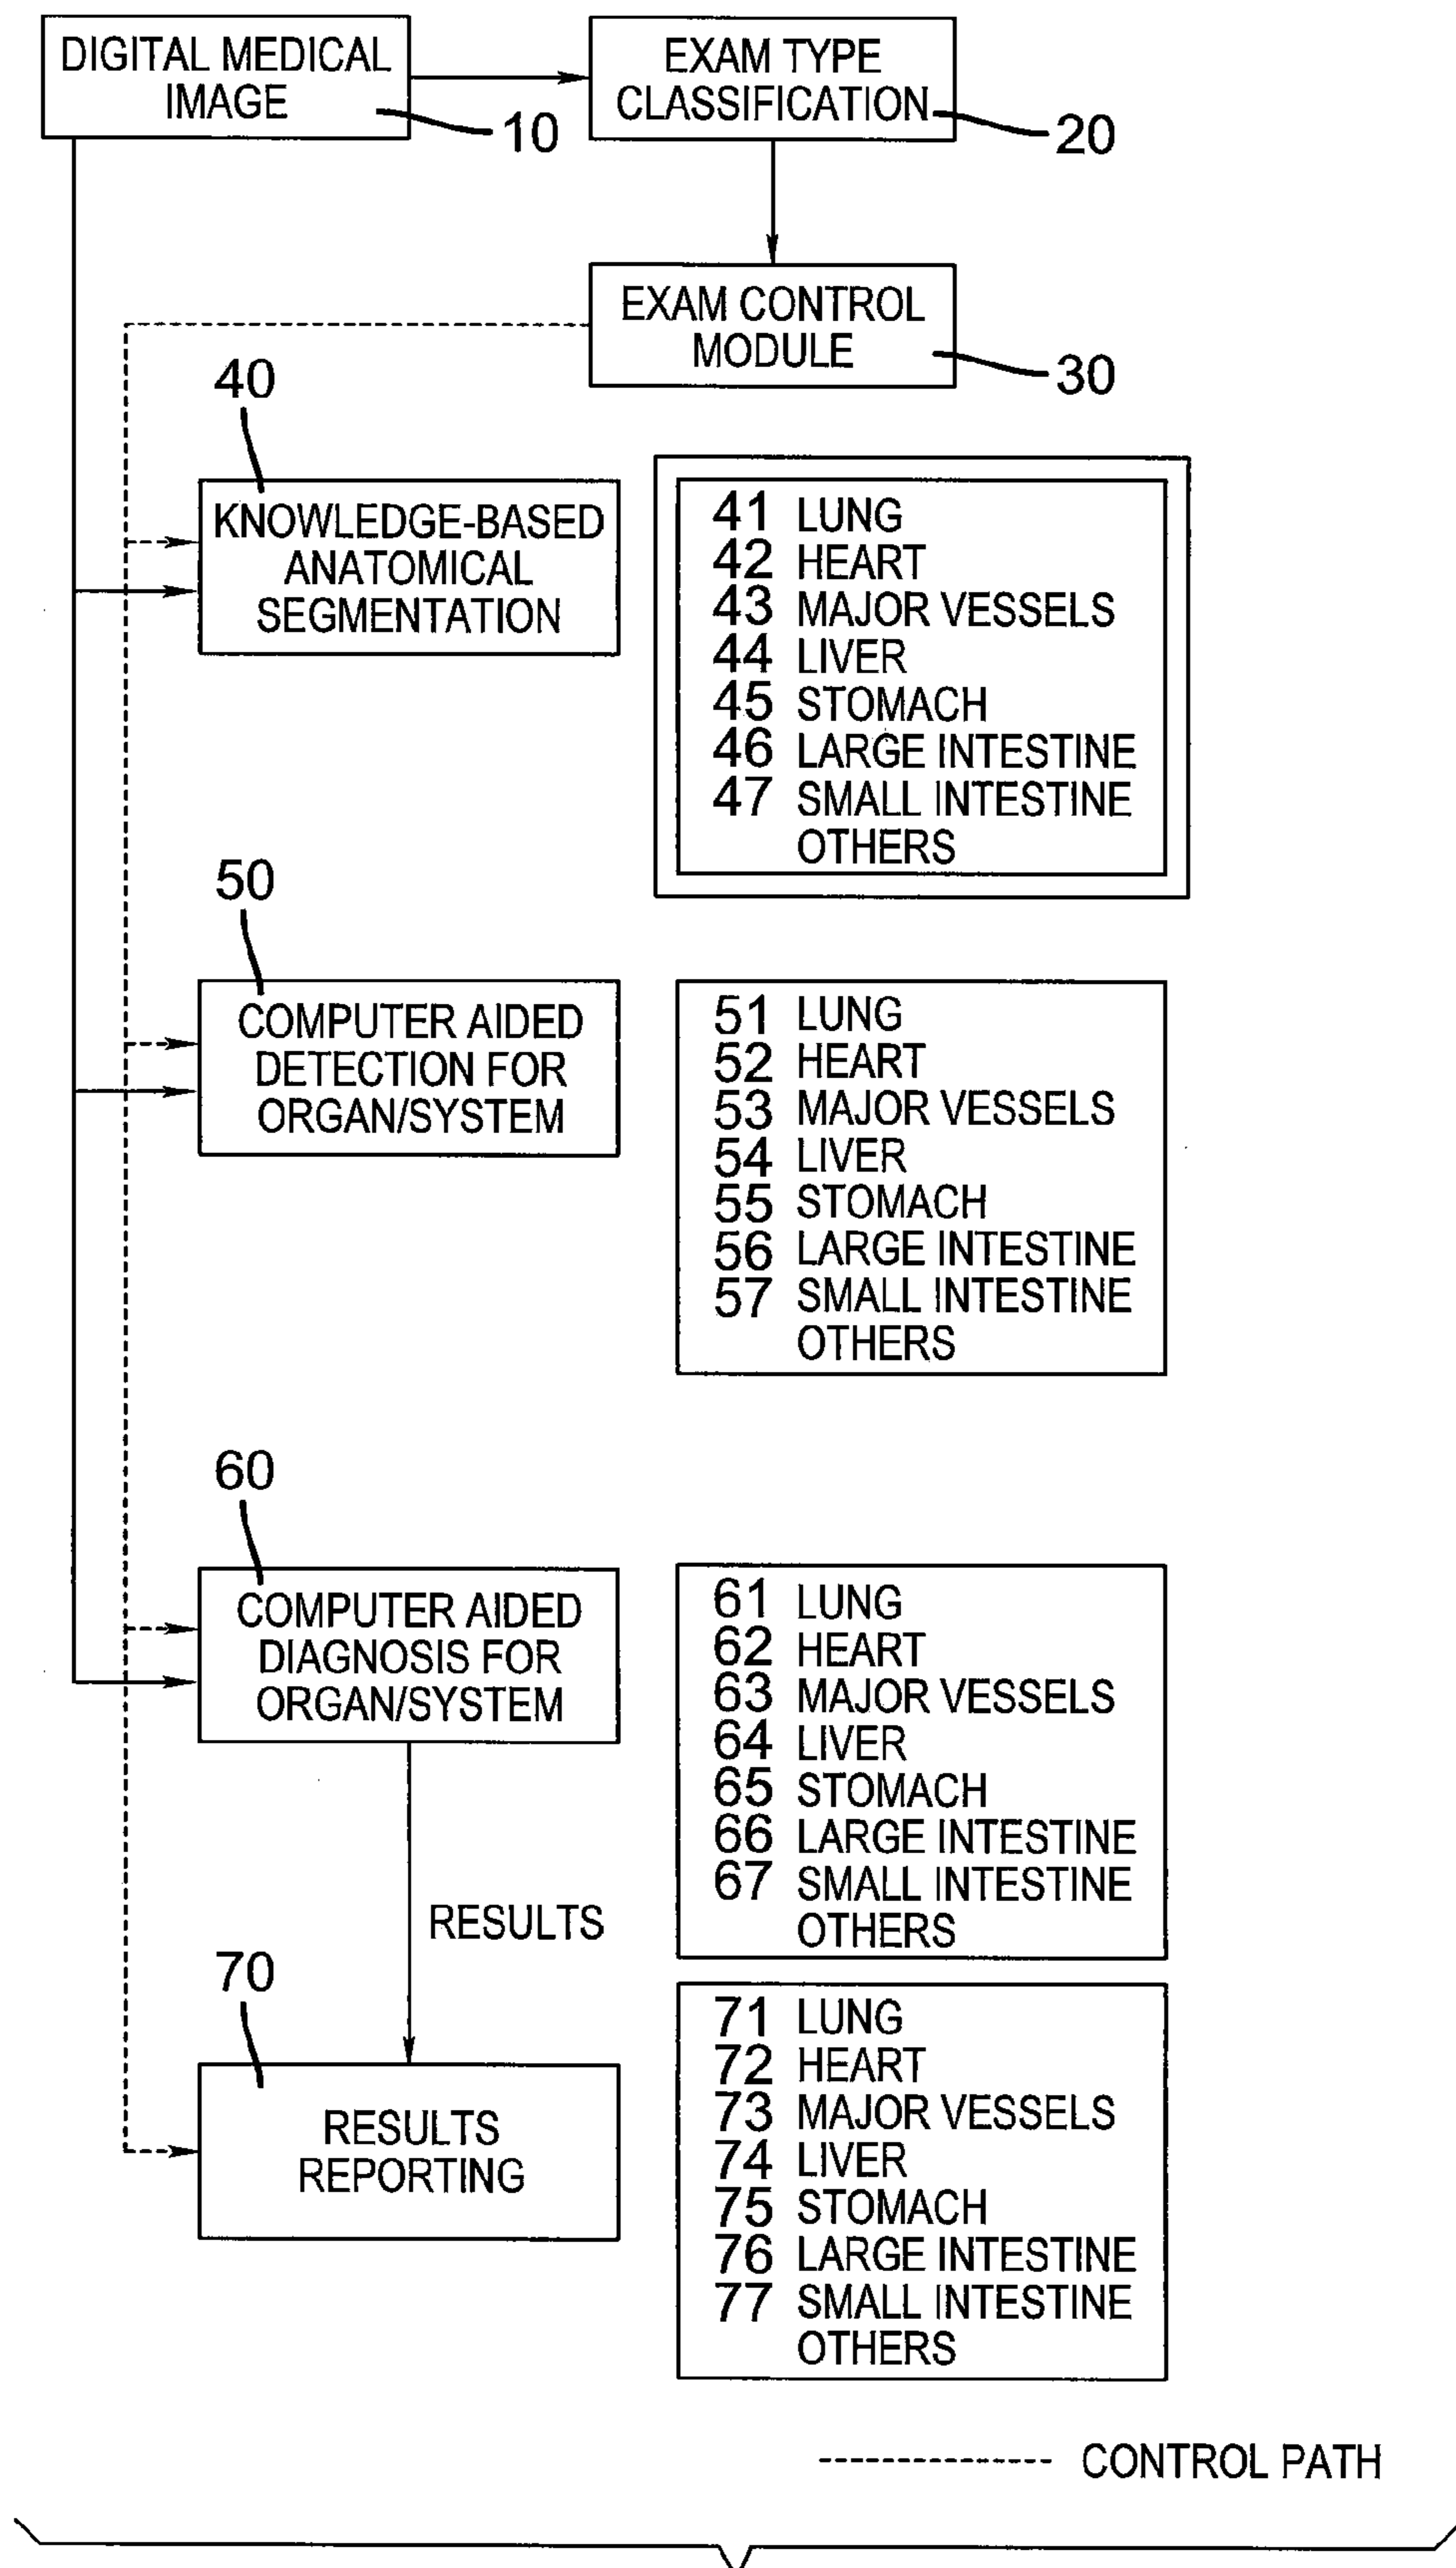 DIGITAL MEDICAL
IMAGE
10
EXAM TYPE
CLASSIFICATION
20
EXAM CONTROL
MODULE
30
40
KNOWLEDGE-BASED
ANATOMICAL
SEGMENTATION
41 LUNG
42 HEART
43 MAJOR VESSELS
44 LIVER
45 STOMACH
46 LARGE INTESTINE
47 SMALL INTESTINE
OTHERS
50
COMPUTER AIDED
DETECTION FOR
ORGAN/SYSTEM
51 LUNG
52 HEART
53 MAJOR VESSELS
54 LIVER
55 STOMACH
56 LARGE INTESTINE
57 SMALL INTESTINE
OTHERS
60
COMPUTER AIDED
DIAGNOSIS FOR
ORGAN/SYSTEM
61 LUNG
62 HEART
63 MAJOR VESSELS
64 LIVER
65 STOMACH
66 LARGE INTESTINE
67 SMALL INTESTINE
OTHERS
RESULTS
70
RESULTS
REPORTING
71 LUNG
72 HEART
73 MAJOR VESSELS
74 LIVER
75 STOMACH
76 LARGE INTESTINE
77 SMALL INTESTINE
OTHERS
CONTROL PATH